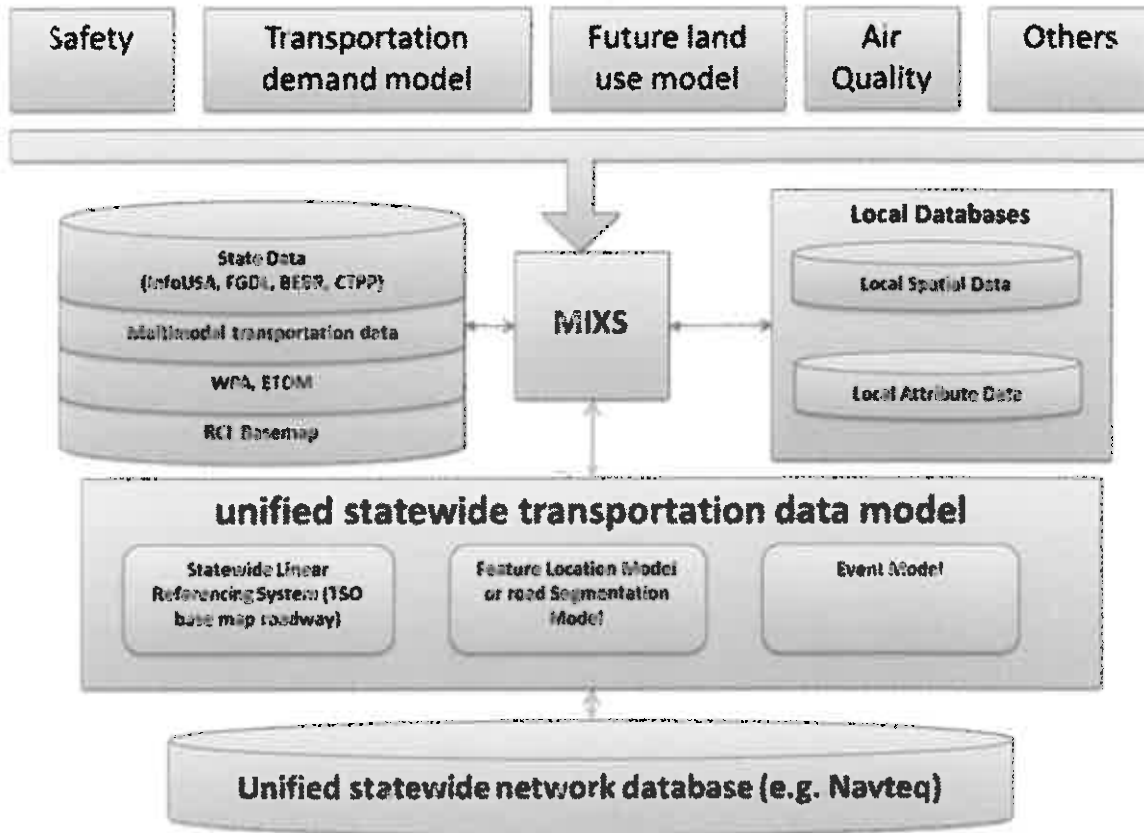 Safety
Transportation
demand model
Future land
use model
Air
Quality
Others
State Data
(InfoUSA, FGDL, BEBR, CTPP)
Multimodal transportation data
WPA, ETDM
RCI Basemap
MIXS
Local Databases
Local Spatial Data
Local Attribute Data
unified statewide transportation data model
Statewide Linear
Referencing System (TSO
base map roadway)
Feature Location Model
or road Segmentation
Model
Event Model
Unified statewide network database (e.g. Navteq)